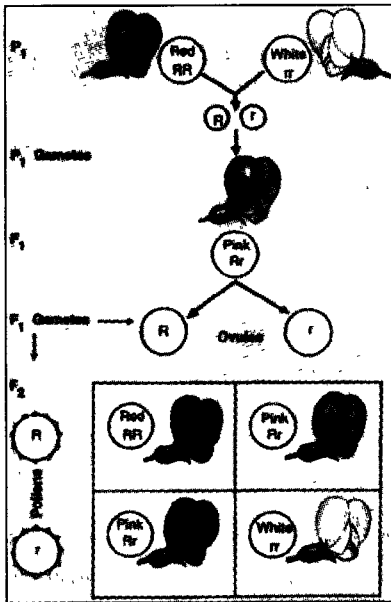 P₁
Red
RR
White
rr
R
r
P₁ Gametes
F₁
Pink
Rr
F₁ Gametes
R
Ovules
r
F₂
R
Pollens
r
Red
RR
Pink
Rr
Pink
Rr
White
rr